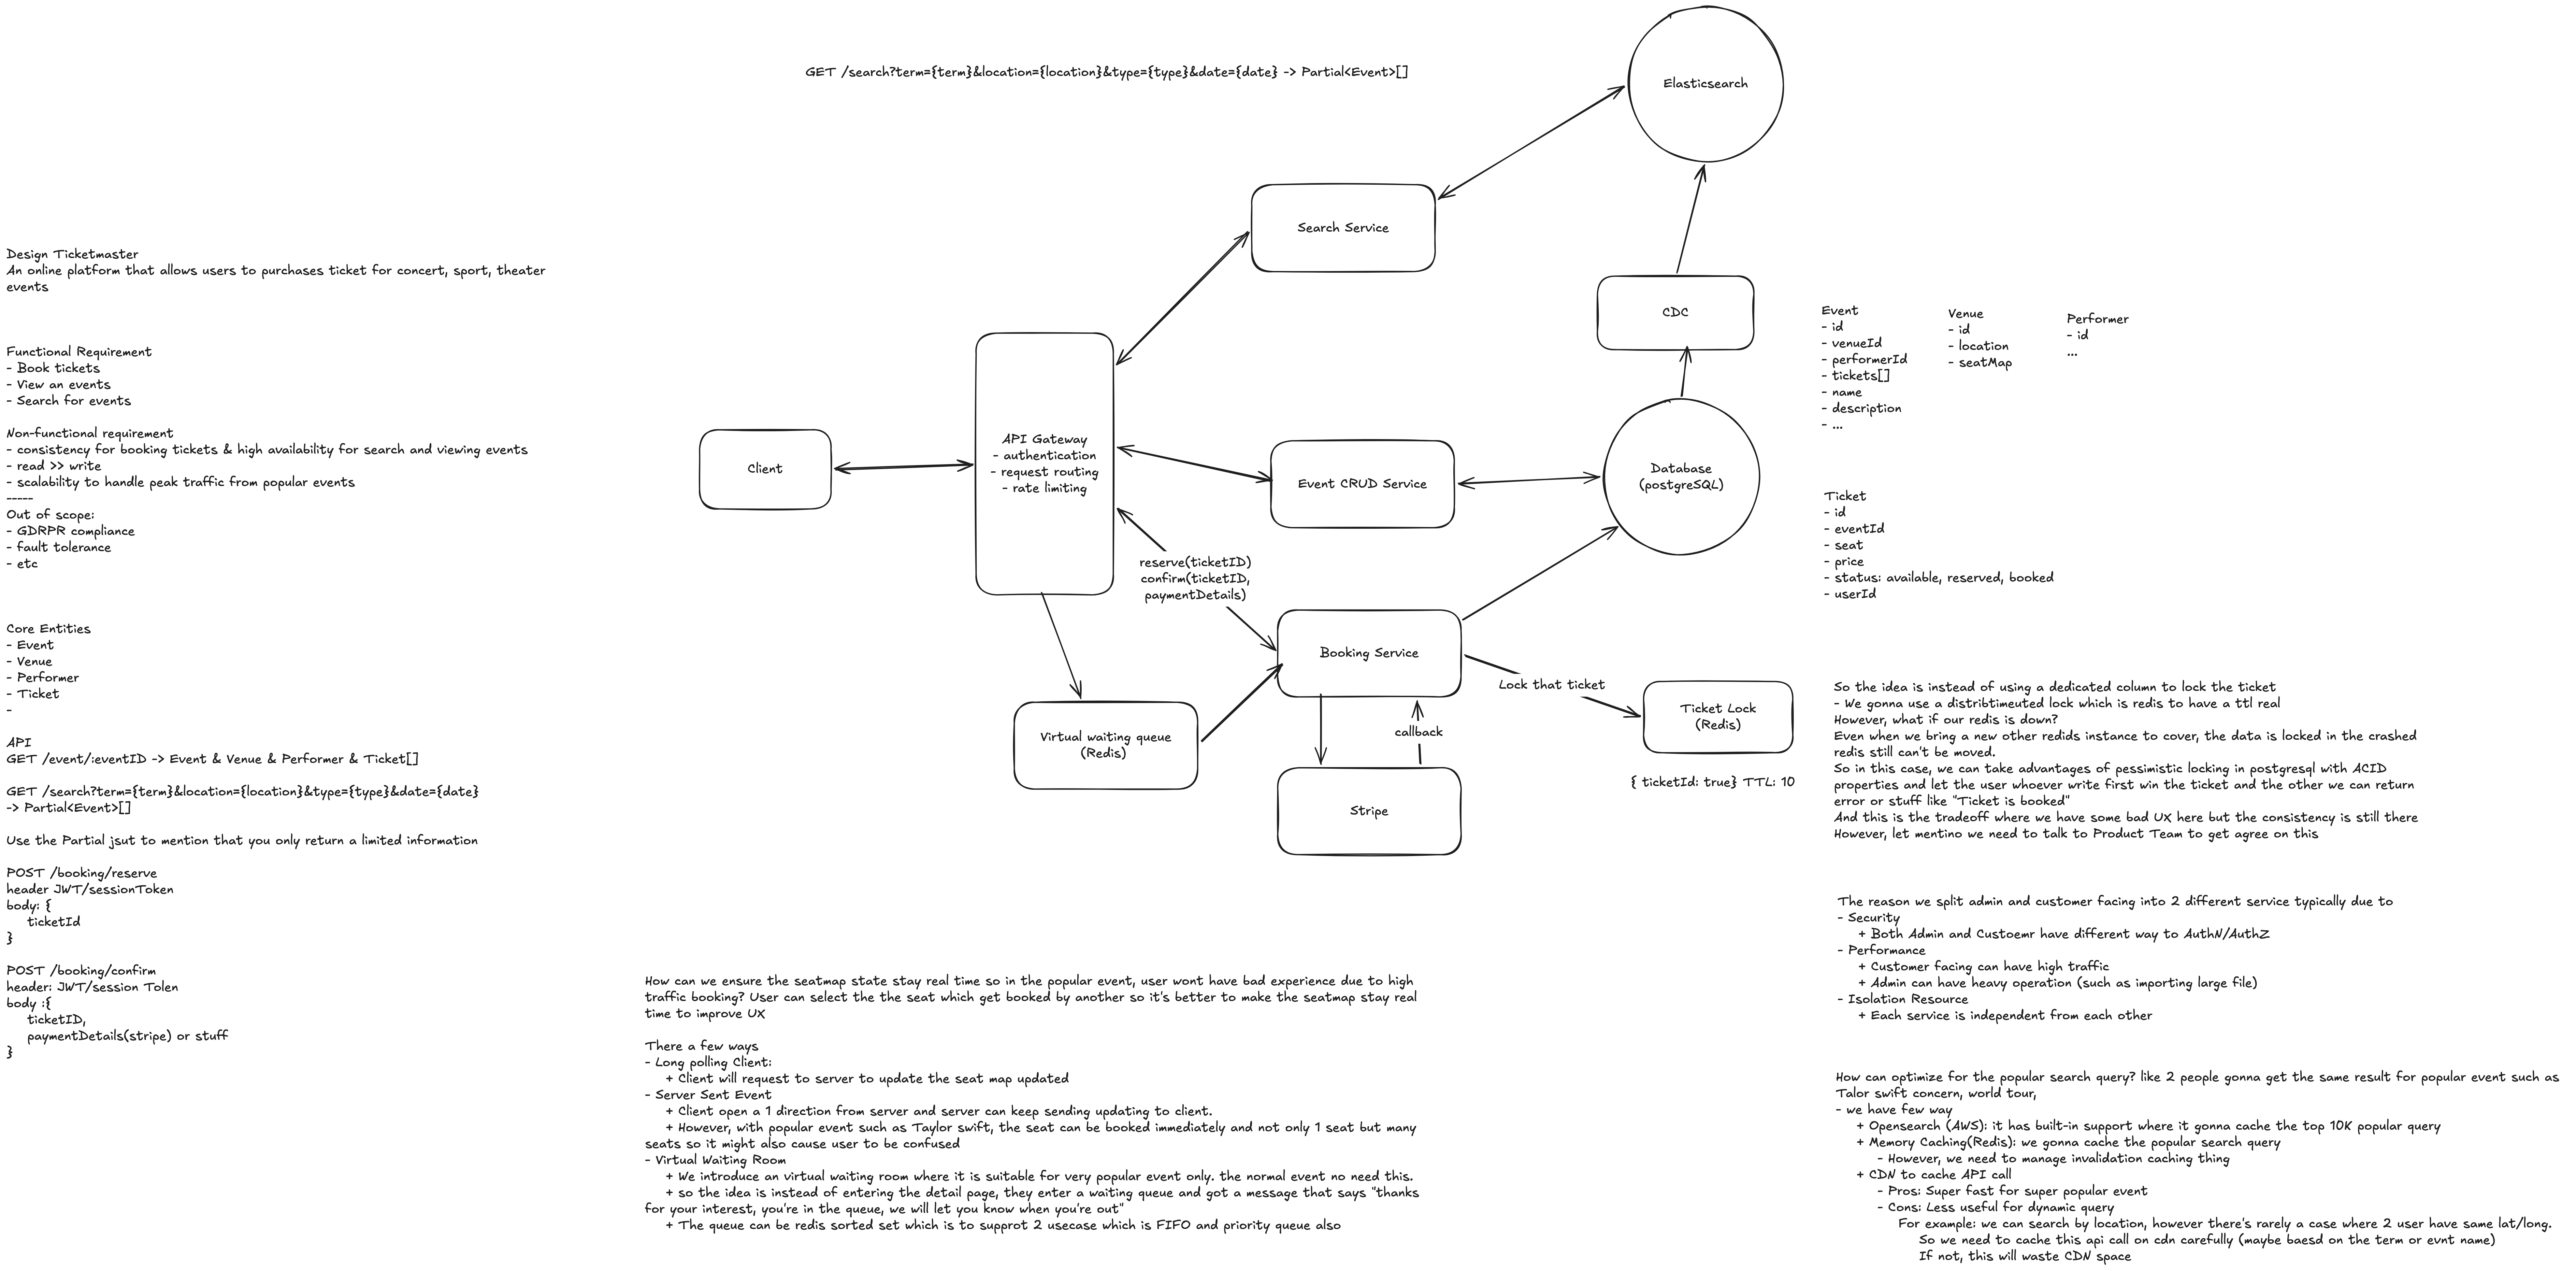 Design Ticketmaster
An online platform that allows users to purchases ticket for concert, sport, theater
events
Functional Requirement
- Book tickets
- View an events
- Search for events
Non-functional requirement
- consistency for booking tickets & high availability for search and viewing events
- read >> write
- scalability to handle peak traffic from popular events
-----
Out of scope:
- GDRPR compliance
- fault tolerance
- etc
Core Entities
- Event
- Venue
- Performer
- Ticket
-
API
GET /event/:eventID -> Event & Venue & Performer & Ticket[]
GET /search?term={term}&location={location}&type={type}&date={date}
-> Partial<Event>[]
Use the Partial jsut to mention that you only return a limited information
POST /booking/reserve
header JWT/sessionToken
body: {
ticketId
}
POST /booking/confirm
header: JWT/session Tolen
body :{
ticketID,
paymentDetails(stripe) or stuff
}
GET /search?term={term}&location={location}&type={type}&date={date} -> Partial<Event>[]
Elasticsearch
Search Service
CDC
Client
API Gateway
- authentication
- request routing
- rate limiting
Event CRUD Service
Database
(postgreSQL)
reserve(ticketID)
confirm(ticketID,
paymentDetails)
Booking Service
Lock that ticket
Ticket Lock
(Redis)
{ ticketId: true} TTL: 10
Virtual waiting queue
(Redis)
callback
Stripe
Event
- id
- venueId
- performerId
- tickets[]
- name
- description
- ...
Venue
- id
- location
- seatMap
Performer
- id
...
Ticket
- id
- eventId
- seat
- price
- status: available, reserved, booked
- userId
So the idea is instead of using a dedicated column to lock the ticket
- We gonna use a distribtimeuted lock which is redis to have a ttl real
However, what if our redis is down?
Even when we bring a new other redids instance to cover, the data is locked in the crashed
redis still can't be moved.
So in this case, we can take advantages of pessimistic locking in postgresql with ACID
properties and let the user whoever write first win the ticket and the other we can return
error or stuff like "Ticket is booked"
And this is the tradeoff where we have some bad UX here but the consistency is still there
However, let mentino we need to talk to Product Team to get agree on this
The reason we split admin and customer facing into 2 different service typically due to
- Security
+ Both Admin and Custoemr have different way to AuthN/AuthZ
- Performance
+ Customer facing can have high traffic
+ Admin can have heavy operation (such as importing large file)
- Isolation Resource
+ Each service is independent from each other
How can we ensure the seatmap state stay real time so in the popular event, user wont have bad experience due to high
traffic booking? User can select the the seat which get booked by another so it's better to make the seatmap stay real
time to improve UX
There a few ways
- Long polling Client:
+ Client will request to server to update the seat map updated
- Server Sent Event
+ Client open a 1 direction from server and server can keep sending updating to client.
+ However, with popular event such as Taylor swift, the seat can be booked immediately and not only 1 seat but many
seats so it might also cause user to be confused
- Virtual Waiting Room
+ We introduce an virtual waiting room where it is suitable for very popular event only. the normal event no need this.
+ so the idea is instead of entering the detail page, they enter a waiting queue and got a message that says "thanks
for your interest, you're in the queue, we will let you know when you're out"
+ The queue can be redis sorted set which is to supprot 2 usecase which is FIFO and priority queue also
How can optimize for the popular search query? like 2 people gonna get the same result for popular event such as
Talor swift concern, world tour,
- we have few way
+ Opensearch (AWS): it has built-in support where it gonna cache the top 10K popular query
+ Memory Caching(Redis): we gonna cache the popular search query
- However, we need to manage invalidation caching thing
+ CDN to cache API call
- Pros: Super fast for super popular event
- Cons: Less useful for dynamic query
For example: we can search by location, however there's rarely a case where 2 user have same lat/long.
So we need to cache this api call on cdn carefully (maybe baesd on the term or evnt name)
If not, this will waste CDN space